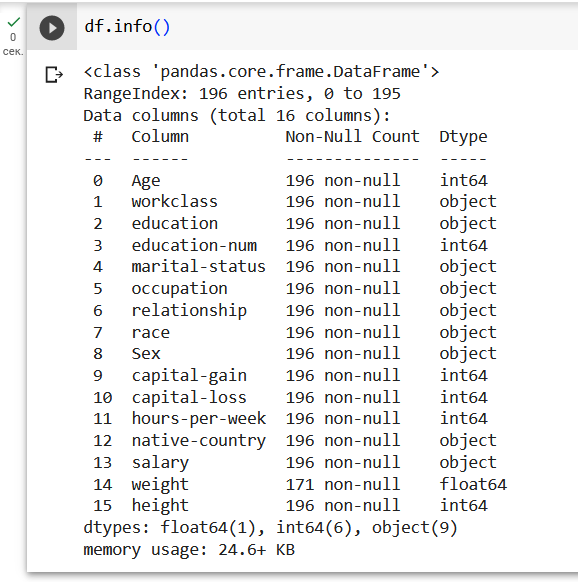 df.info()
0
сек.
<class 'pandas.core.frame.DataFrame'>
RangeIndex: 196 entries, 0 to 195
Data columns (total 16 columns):
 #   Column          Non-Null Count  Dtype
---  ------          --------------  -----
 0   Age             196 non-null    int64
 1   workclass       196 non-null    object
 2   education       196 non-null    object
 3   education-num   196 non-null    int64
 4   marital-status  196 non-null    object
 5   occupation      196 non-null    object
 6   relationship    196 non-null    object
 7   race            196 non-null    object
 8   Sex             196 non-null    object
 9   capital-gain    196 non-null    int64
 10  capital-loss    196 non-null    int64
 11  hours-per-week  196 non-null    int64
 12  native-country  196 non-null    object
 13  salary          196 non-null    object
 14  weight          171 non-null    float64
 15  height          196 non-null    int64
dtypes: float64(1), int64(6), object(9)
memory usage: 24.6+ KB